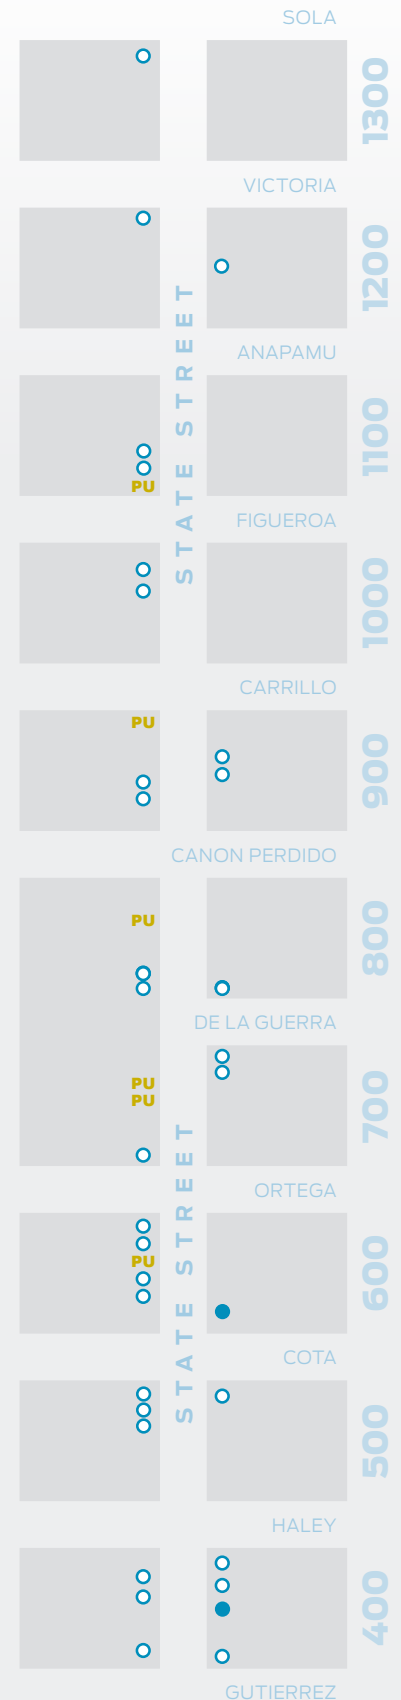 SOLA
1300
VICTORIA
1200
STATE STREET
ANAPAMU
1100
PU
FIGUEROA
1000
CARRILLO
PU
900
CANON PERDIDO
PU
800
DE LA GUERRA
PU
PU
700
STATE STREET
ORTEGA
PU
600
COTA
500
HALEY
400
GUTIERREZ